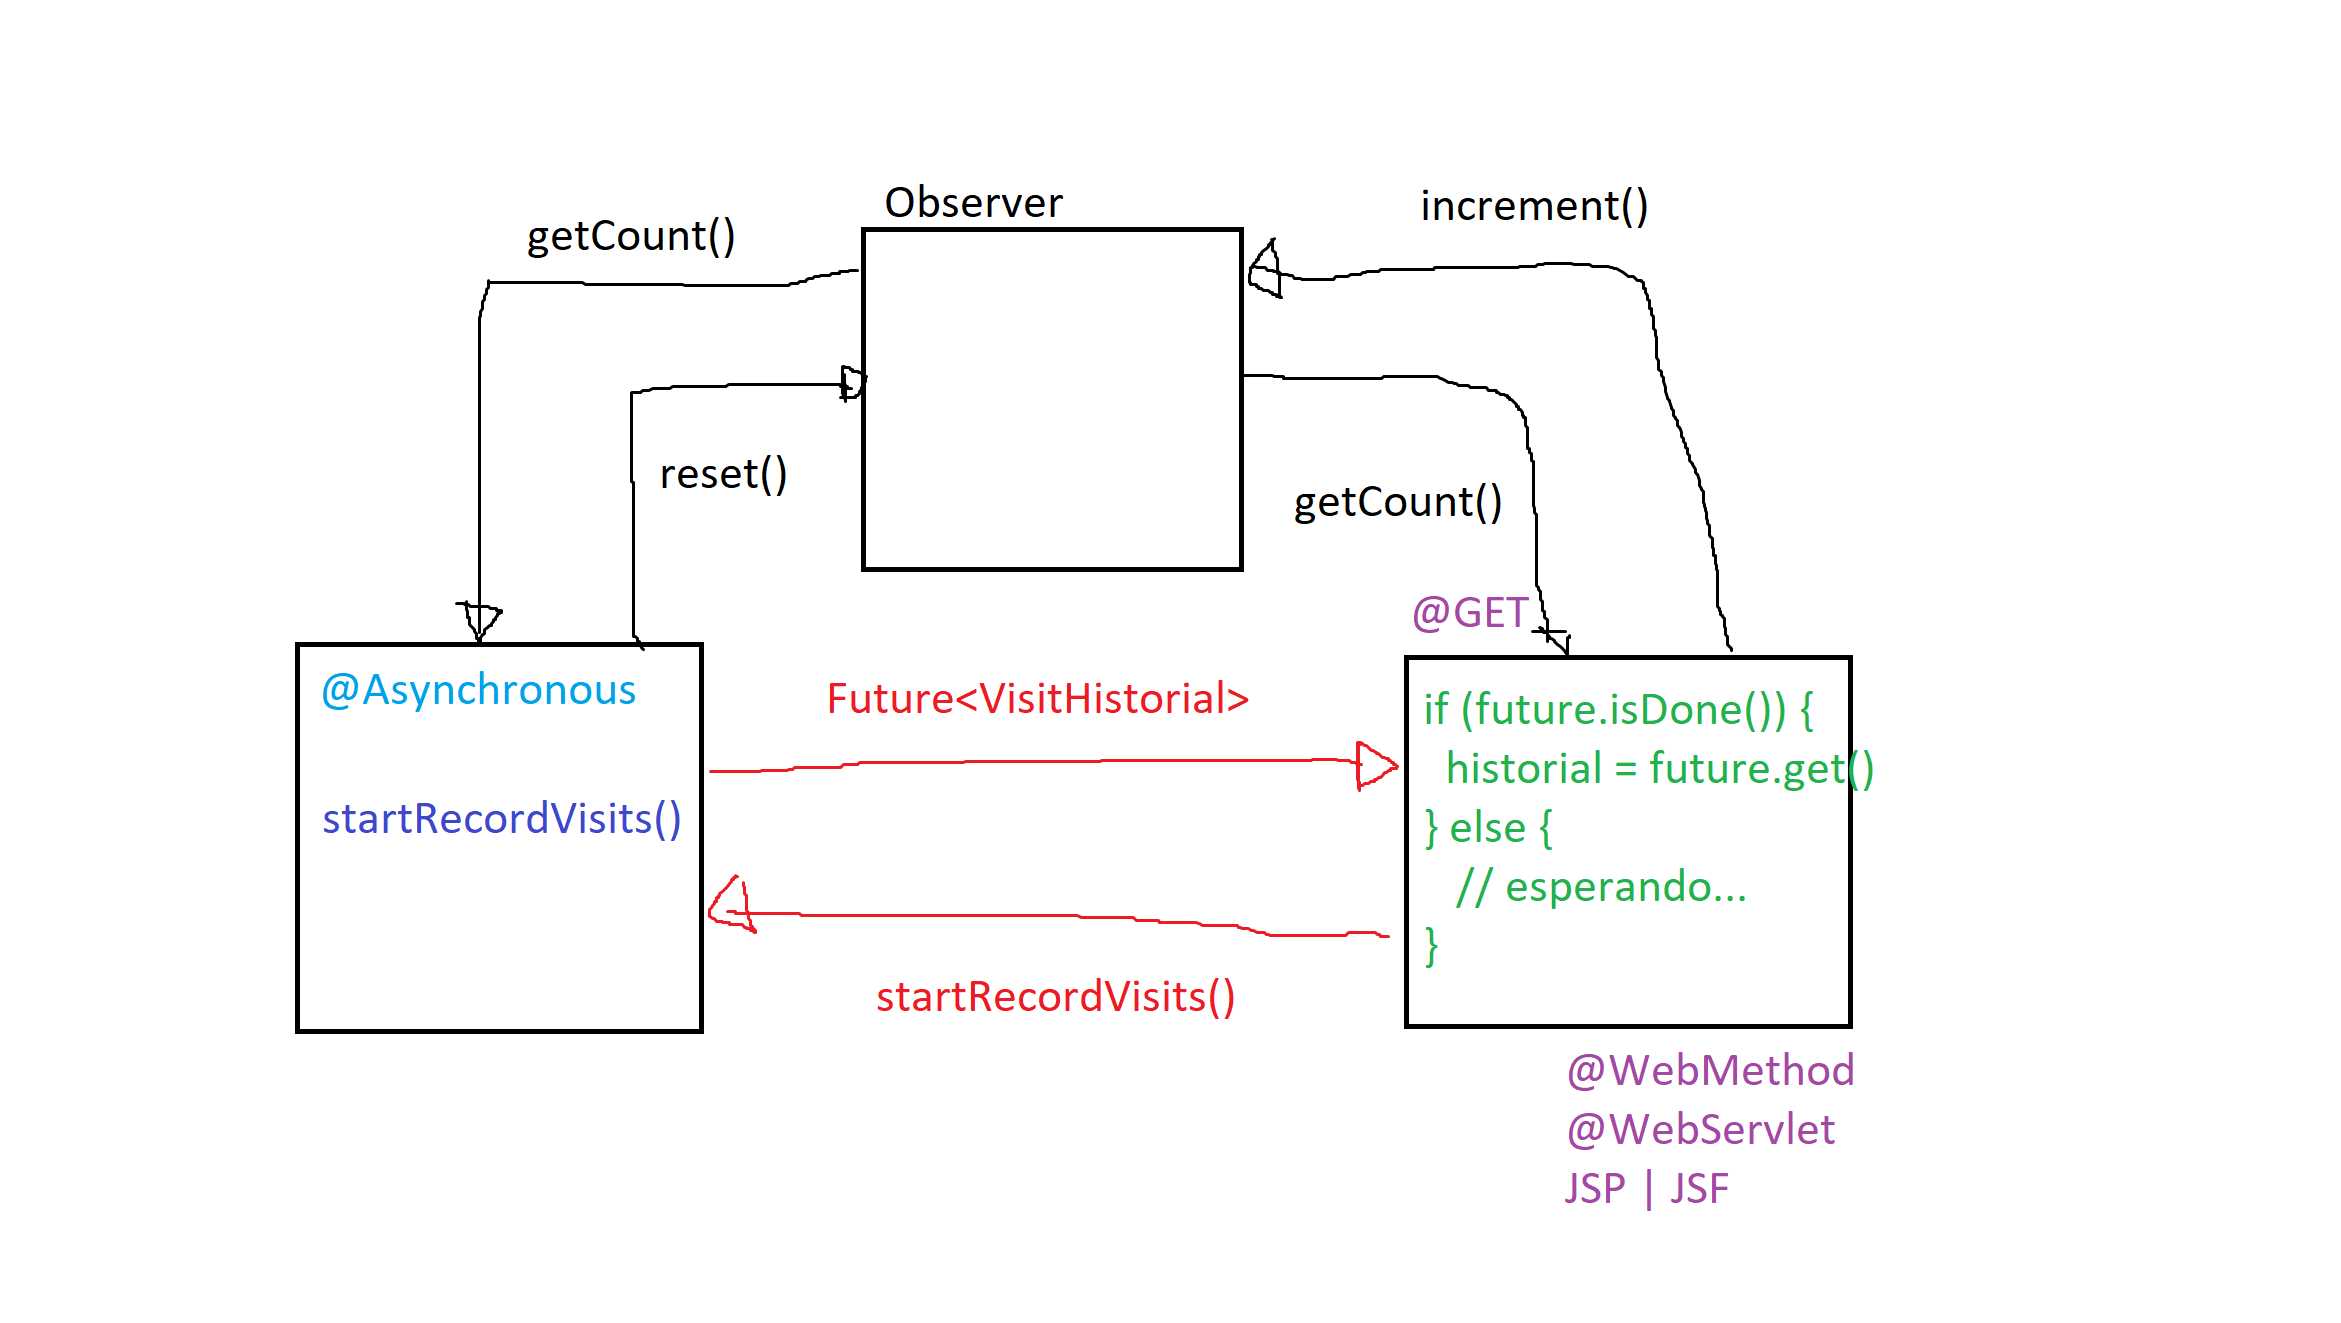 Observer
getCount()
increment()
reset()
getCount()
@GET
@Asynchronous
startRecordVisits()
Future<VisitHistorial>
startRecordVisits()
if (future.isDone()) {
historial = future.get()
} else {
// esperando...
}
@WebMethod
@WebServlet
JSP | JSF